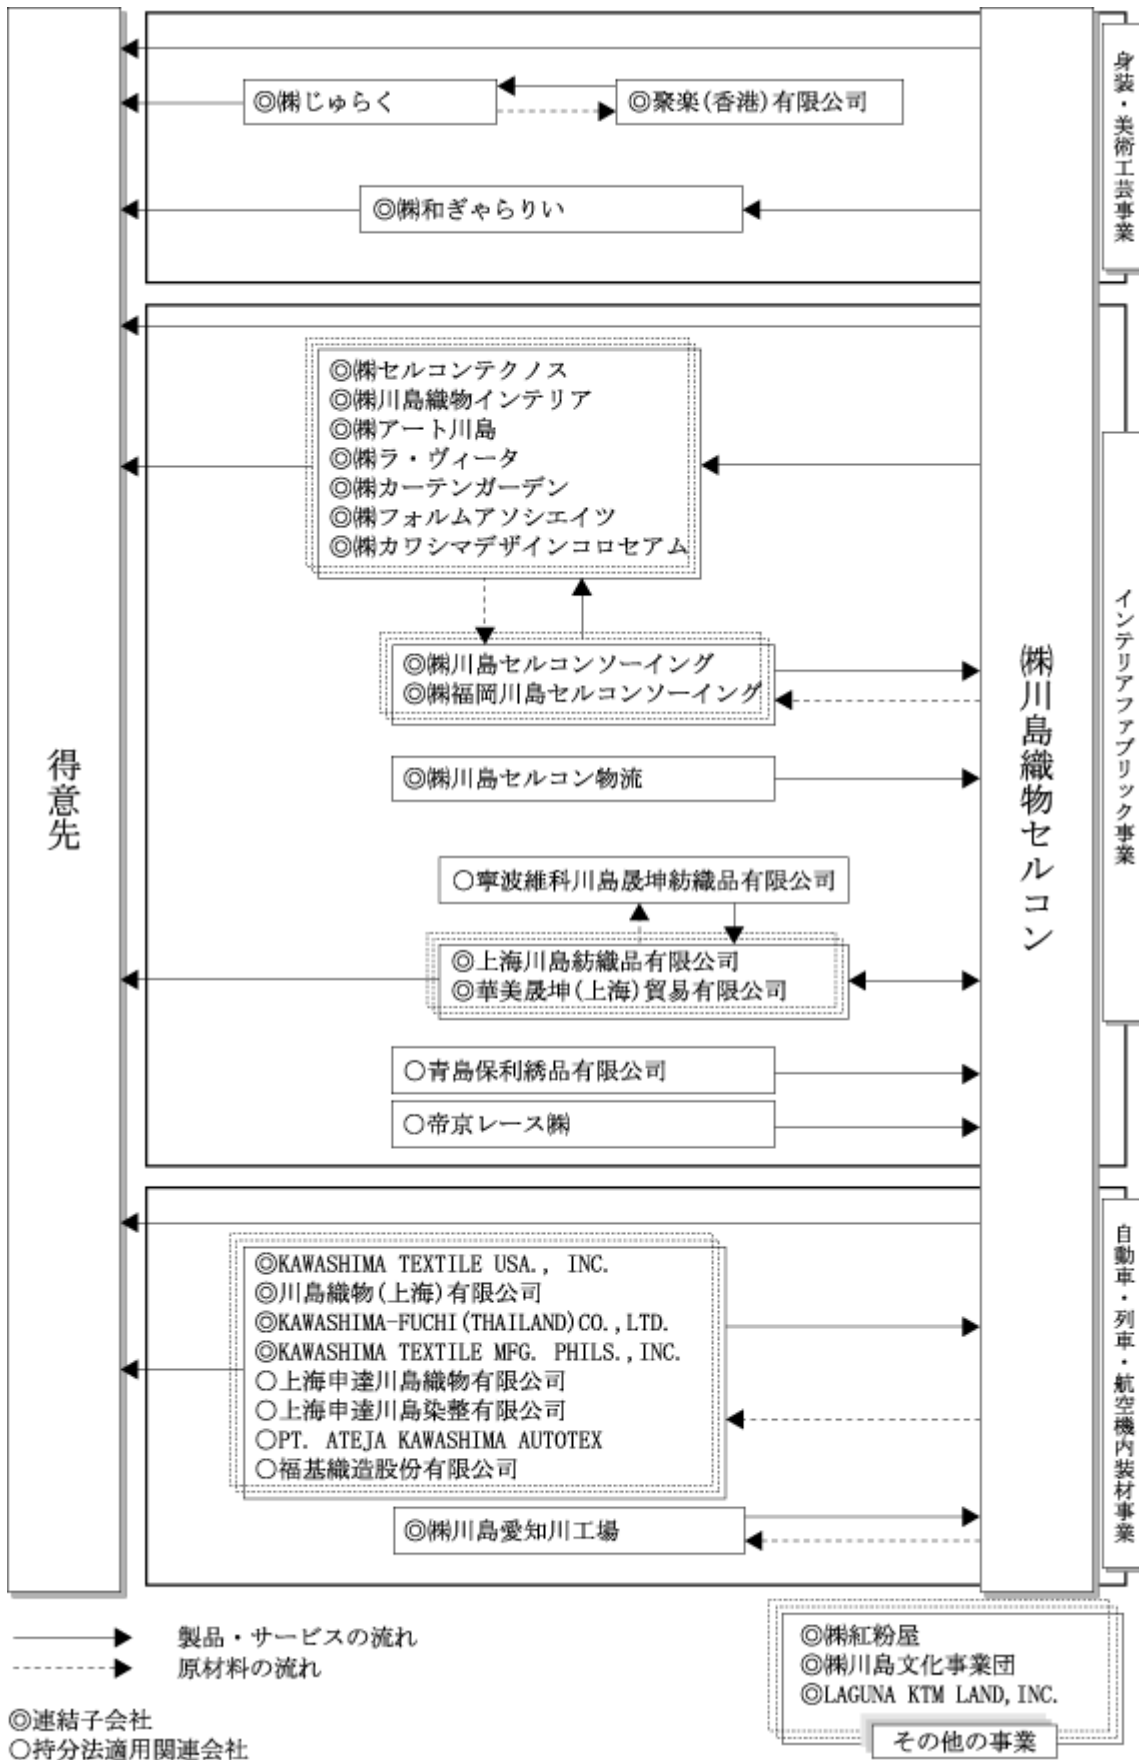 得意先
㈱川島織物セルコン
身装・美術工芸事業
◎㈱じゅらく
◎聚楽(香港)有限公司
◎㈱和ぎゃらりい
インテリアファブリック事業
◎㈱セルコンテクノス
◎㈱川島織物インテリア
◎㈱アート川島
◎㈱ラ・ヴィータ
◎㈱カーテンガーデン
◎㈱フォルムアソシエイツ
◎㈱カワシマデザインコロセアム
◎㈱川島セルコンソーイング
◎㈱福岡川島セルコンソーイング
◎㈱川島セルコン物流
○寧波維科川島晟坤紡織品有限公司
◎上海川島紡織品有限公司
◎華美晟坤(上海)貿易有限公司
○青島保利綉品有限公司
○帝京レース㈱
自動車・列車・航空機内装材事業
◎KAWASHIMA TEXTILE USA., INC.
◎川島織物(上海)有限公司
◎KAWASHIMA-FUCHI(THAILAND)CO.,LTD.
◎KAWASHIMA TEXTILE MFG. PHILS.,INC.
○上海申達川島織物有限公司
○上海申達川島染整有限公司
○PT. ATEJA KAWASHIMA AUTOTEX
○福基織造股份有限公司
◎㈱川島愛知川工場
製品・サービスの流れ
原材料の流れ
◎連結子会社
○持分法適用関連会社
◎㈱紅粉屋
◎㈱川島文化事業団
◎LAGUNA KTM LAND,INC.
その他の事業